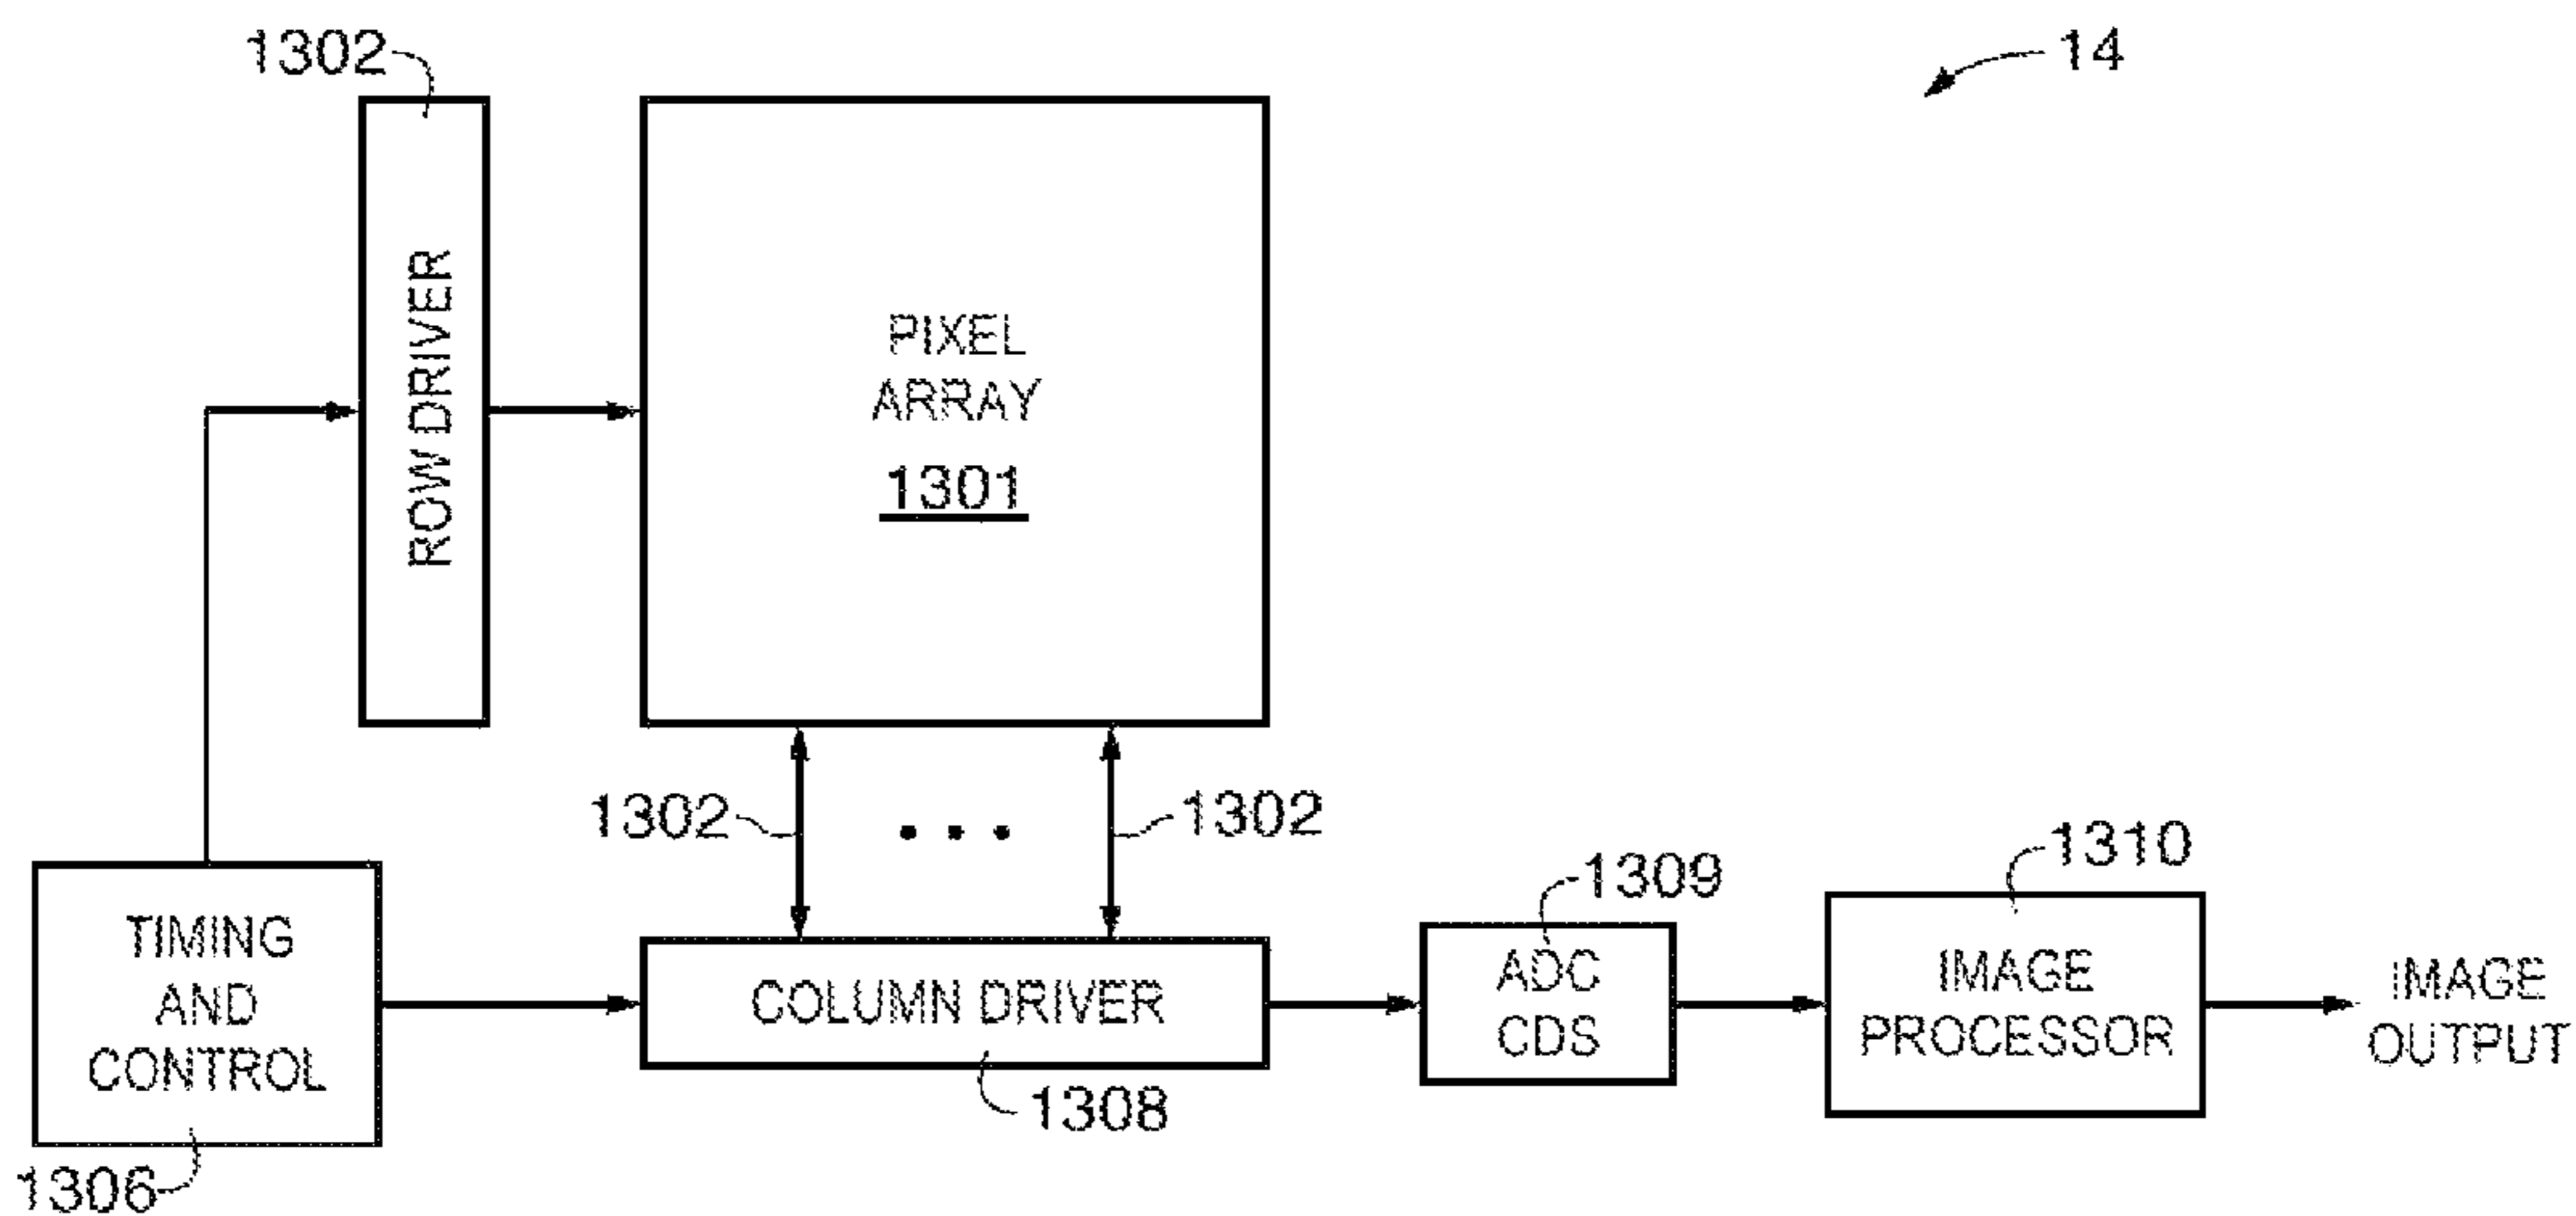 1302
14
ROW DRIVER
PIXEL
ARRAY
1301
1302
1302
TIMING
AND
CONTROL
1306
COLUMN DRIVER
1308
1309
ADC
CDS
1310
IMAGE
PROCESSOR
IMAGE
OUTPUT